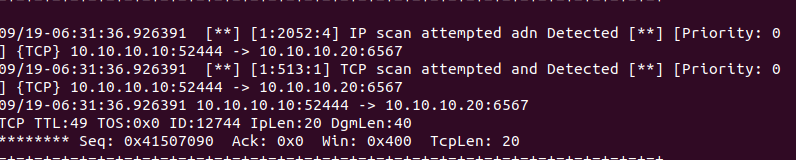 09/19-06:31:36.926391  [**] [1:2052:4] IP scan attempted adn Detected [**] [Priority: 0
] {TCP} 10.10.10.10:52444 -> 10.10.10.20:6567
09/19-06:31:36.926391  [**] [1:513:1] TCP scan attempted and Detected [**] [Priority: 0
] {TCP} 10.10.10.10:52444 -> 10.10.10.20:6567
09/19-06:31:36.926391 10.10.10.10:52444 -> 10.10.10.20:6567
TCP TTL:49 TOS:0x0 ID:12744 IpLen:20 DgmLen:40
******** Seq: 0x41507090  Ack: 0x0  Win: 0x400  TcpLen: 20
=+=+=+=+=+=+=+=+=+=+=+=+=+=+=+=+=+=+=+=+=+=+=+=+=+=+=+=+=+=+=+=+=+=+=+=+=+